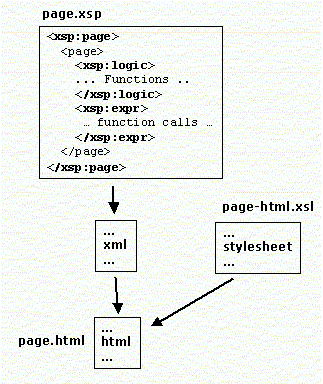 page.xsp
<xsp:page>
<page>
<xsp:logic>
... Functions ..
</xsp:logic>
<xsp:expr>
… function calls …
</xsp:expr>
</page>
</xsp:page>
page-html.xsl
...
xml
...
...
stylesheet
...
page.html
...
html
...